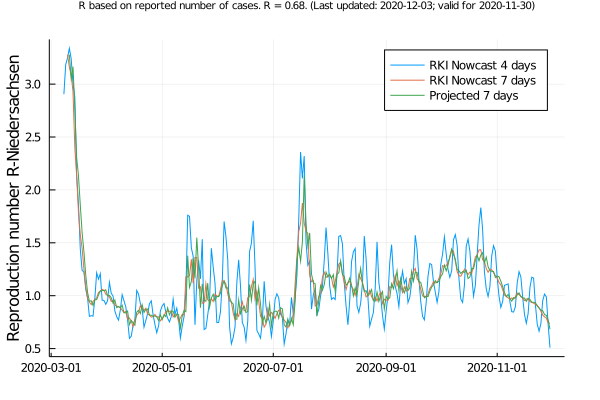 R based on reported number of cases. R = 0.68. (Last updated: 2020-12-03; valid for 2020-11-30)
Reproduction number R-Niedersachsen
RKI Nowcast 4 days
RKI Nowcast 7 days
Projected 7 days
3.0
2.5
2.0
1.5
1.0
0.5
2020-03-01 2020-05-01 2020-07-01 2020-09-01 2020-11-01